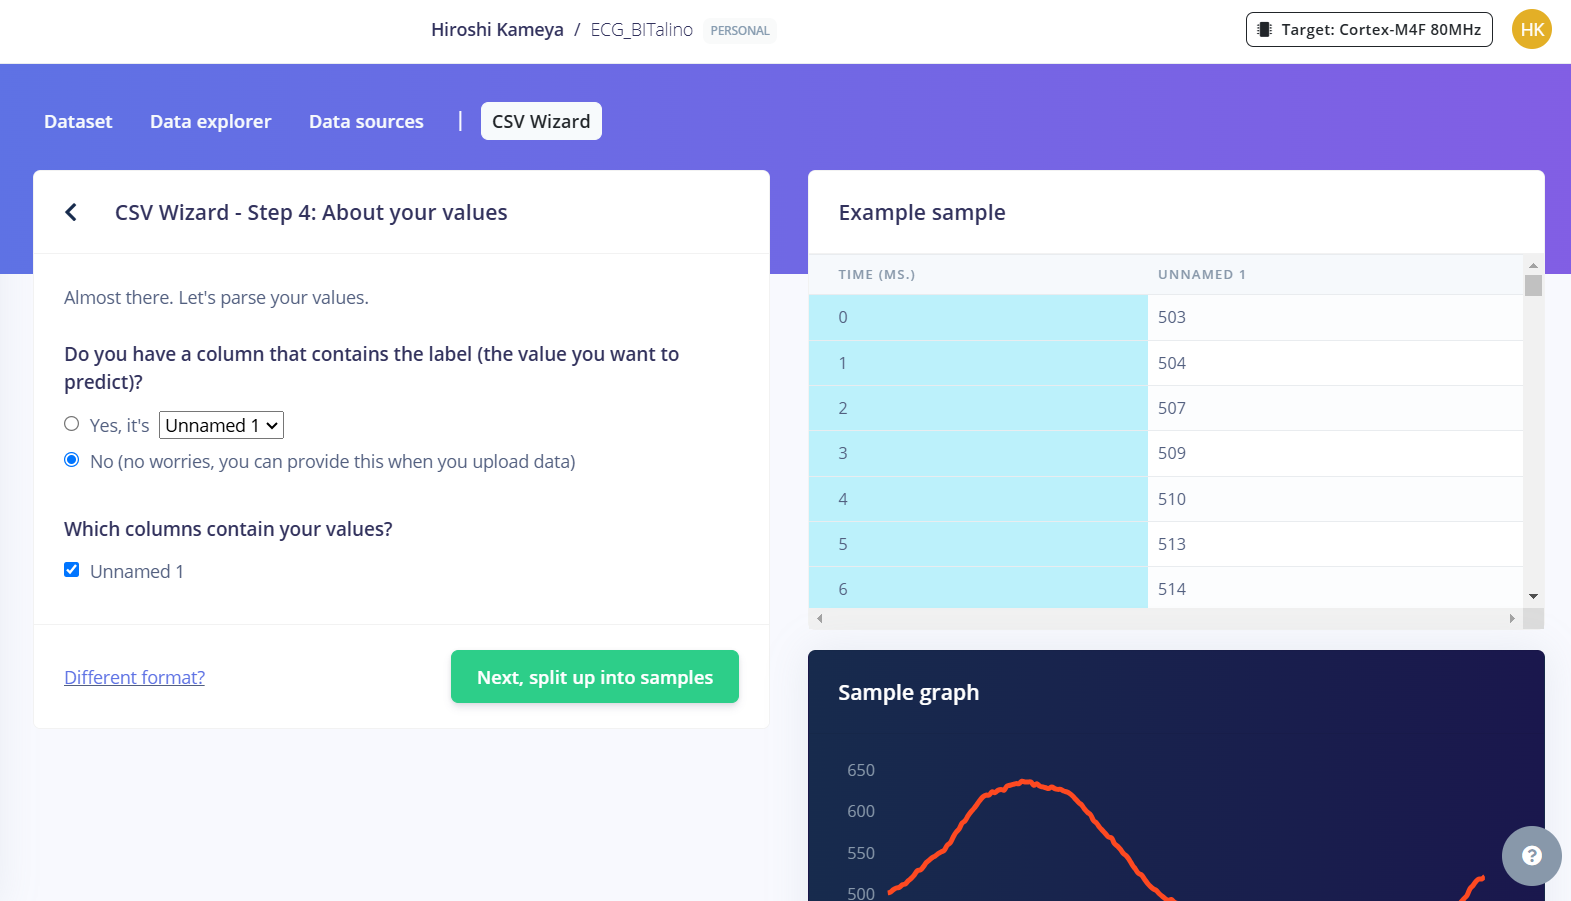 Hiroshi Kameya / ECG_BITalino PERSONAL
Target: Cortex-M4F 80MHz
HK
Dataset Data explorer Data sources | CSV Wizard
CSV Wizard - Step 4: About your values
Almost there. Let's parse your values.
Do you have a column that contains the label (the value you want to
predict)?
Yes, it's Unnamed 1
No (no worries, you can provide this when you upload data)
Which columns contain your values?
Unnamed 1
Different format?
Next, split up into samples
Example sample
TIME (MS.) UNNAMED 1
0 503
1 504
2 507
3 509
4 510
5 513
6 514
Sample graph
650
600
550
500
?